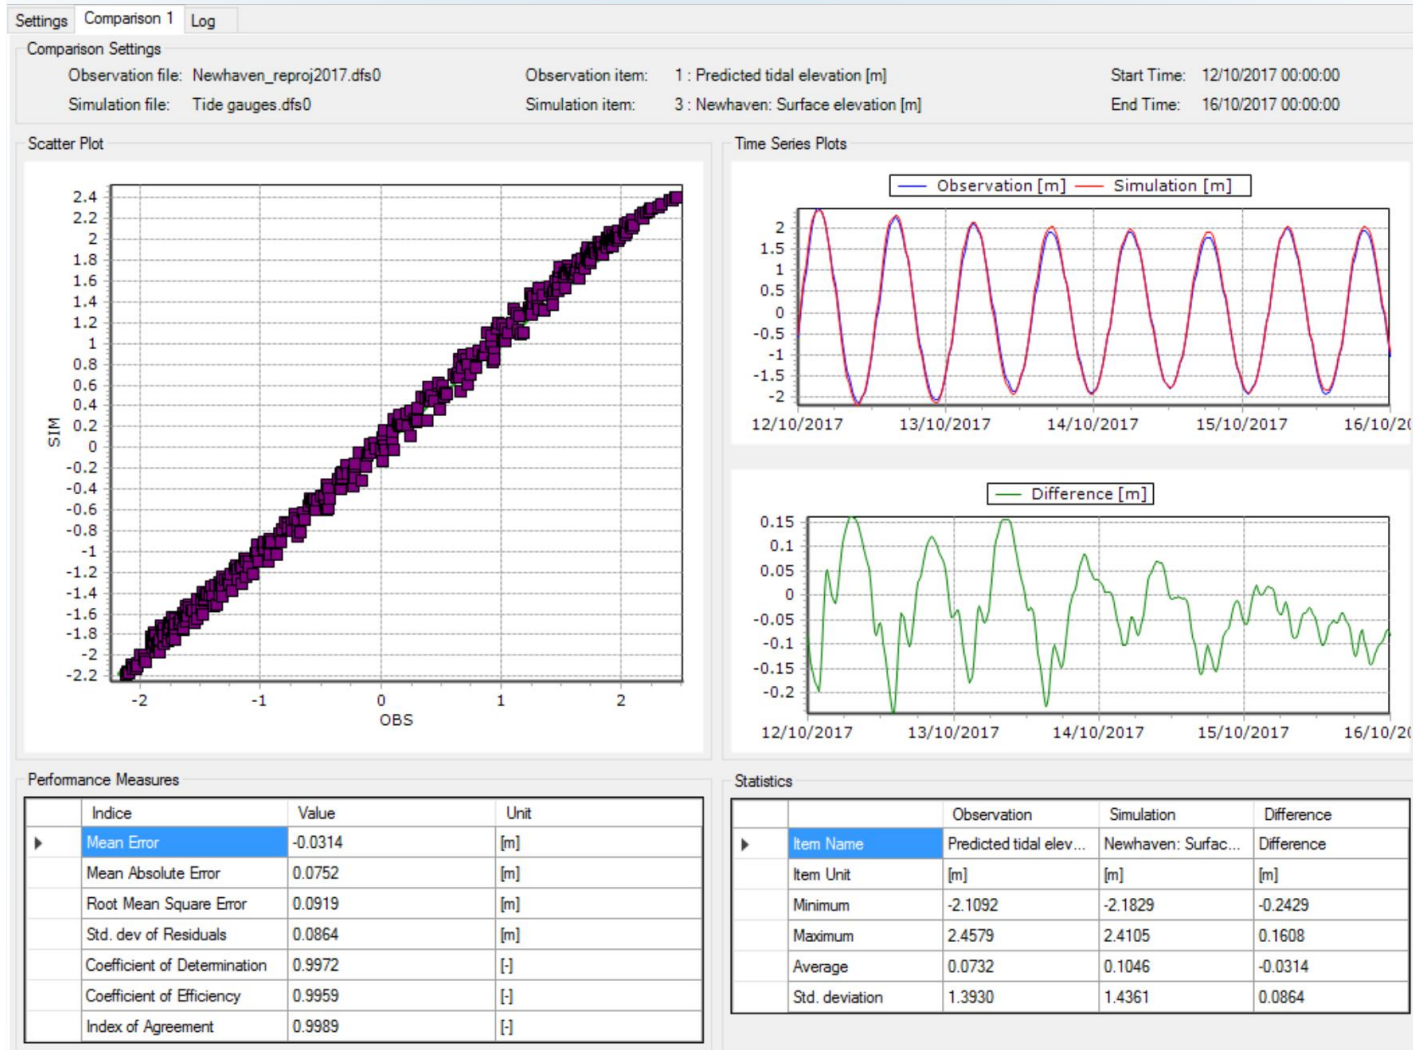 Settings Comparison 1 Log
Comparison Settings
Observation file: Newhaven_reproj2017.dfs0 Observation item: 1 : Predicted tidal elevation [m] Start Time: 12/10/2017 00:00:00
Simulation file: Tide gauges.dfs0 Simulation item: 3 : Newhaven: Surface elevation [m] End Time: 16/10/2017 00:00:00
Scatter Plot
2.4
2.2
2
1.8
1.6
1.4
1.2
1
0.8
0.6
0.4
0.2
0
-0.2
-0.4
-0.6
-0.8
-1
-1.2
-1.4
-1.6
-1.8
-2
-2.2
SIM
-2 -1 0 1 2
OBS
Time Series Plots
Observation [m] Simulation [m]
2
1.5
1
0.5
0
-0.5
-1
-1.5
-2
12/10/2017 13/10/2017 14/10/2017 15/10/2017 16/10/20
Difference [m]
0.15
0.1
0.05
0
-0.05
-0.1
-0.15
-0.2
12/10/2017 13/10/2017 14/10/2017 15/10/2017 16/10/20
Performance Measures
Indice Value Unit
Mean Error -0.0314 [m]
Mean Absolute Error 0.0752 [m]
Root Mean Square Error 0.0919 [m]
Std. dev of Residuals 0.0864 [m]
Coefficient of Determination 0.9972 [-]
Coefficient of Efficiency 0.9959 [-]
Index of Agreement 0.9989 [-]
Statistics
Observation Simulation Difference
Item Name Predicted tidal elev... Newhaven: Surfac... Difference
Item Unit [m] [m] [m]
Minimum -2.1092 -2.1829 -0.2429
Maximum 2.4579 2.4105 0.1608
Average 0.0732 0.1046 -0.0314
Std. deviation 1.3930 1.4361 0.0864